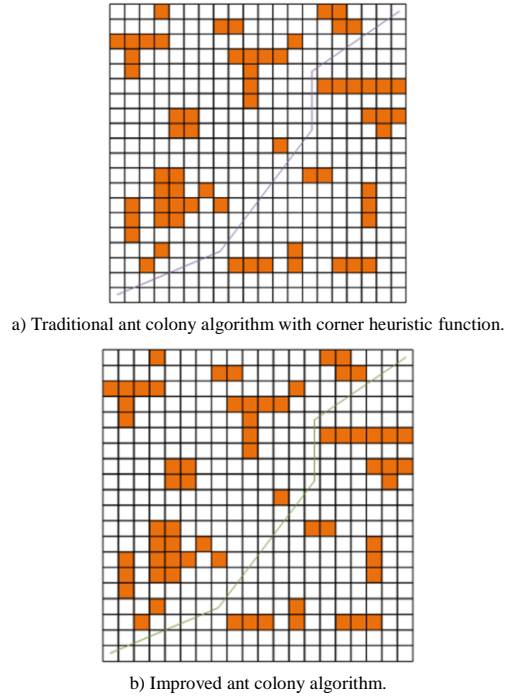 a) Traditional ant colony algorithm with corner heuristic function.
b) Improved ant colony algorithm.